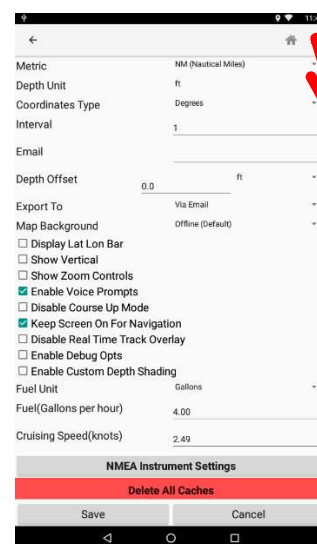 11:4
Metric NM (Nautical Miles)
Depth Unit ft
Coordinates Type Degrees
Interval 1
Email
Depth Offset 0.0 ft
Export To Via Email
Map Background Offline (Default)
Display Lat Lon Bar
Show Vertical
Show Zoom Controls
Enable Voice Prompts
Disable Course Up Mode
Keep Screen On For Navigation
Disable Real Time Track Overlay
Enable Debug Opts
Enable Custom Depth Shading
Fuel Unit Gallons
Fuel(Gallons per hour) 4.00
Cruising Speed(knots) 2.49
NMEA Instrument Settings
Delete All Caches
Save Cancel